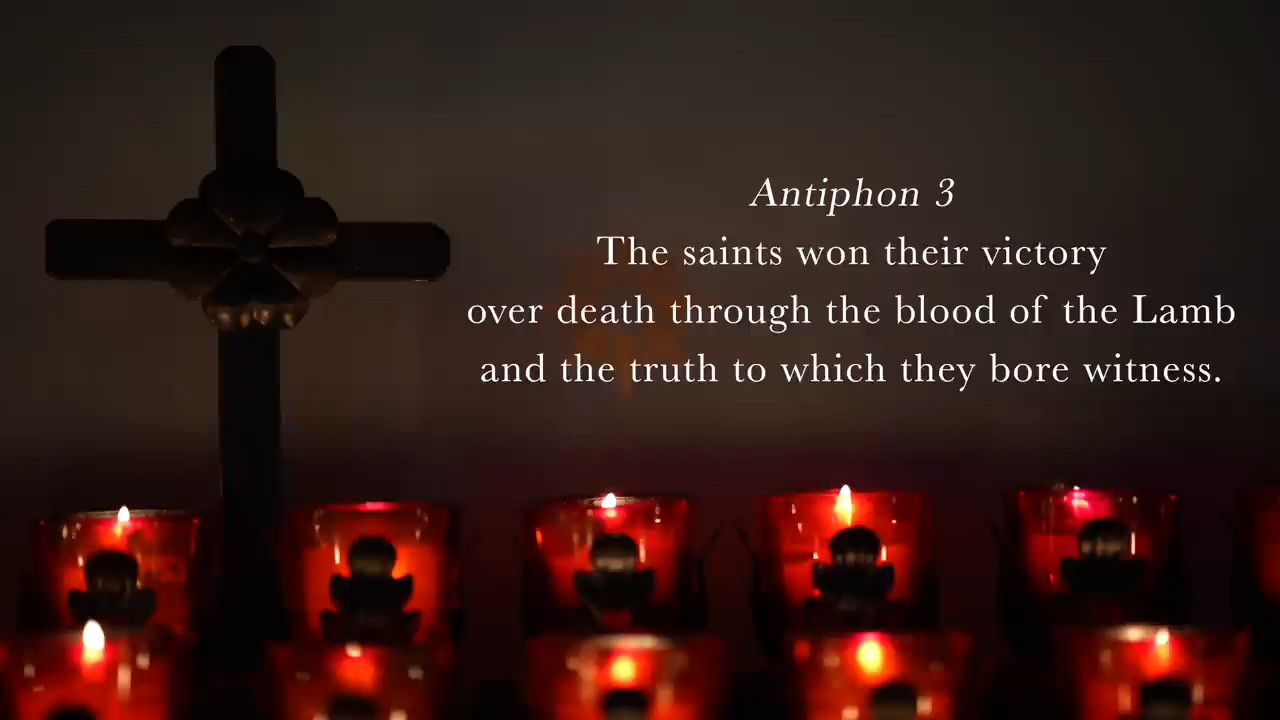 Antiphon 3
The saints won their victory
over death through the blood of the Lamb
and the truth to which they bore witness.